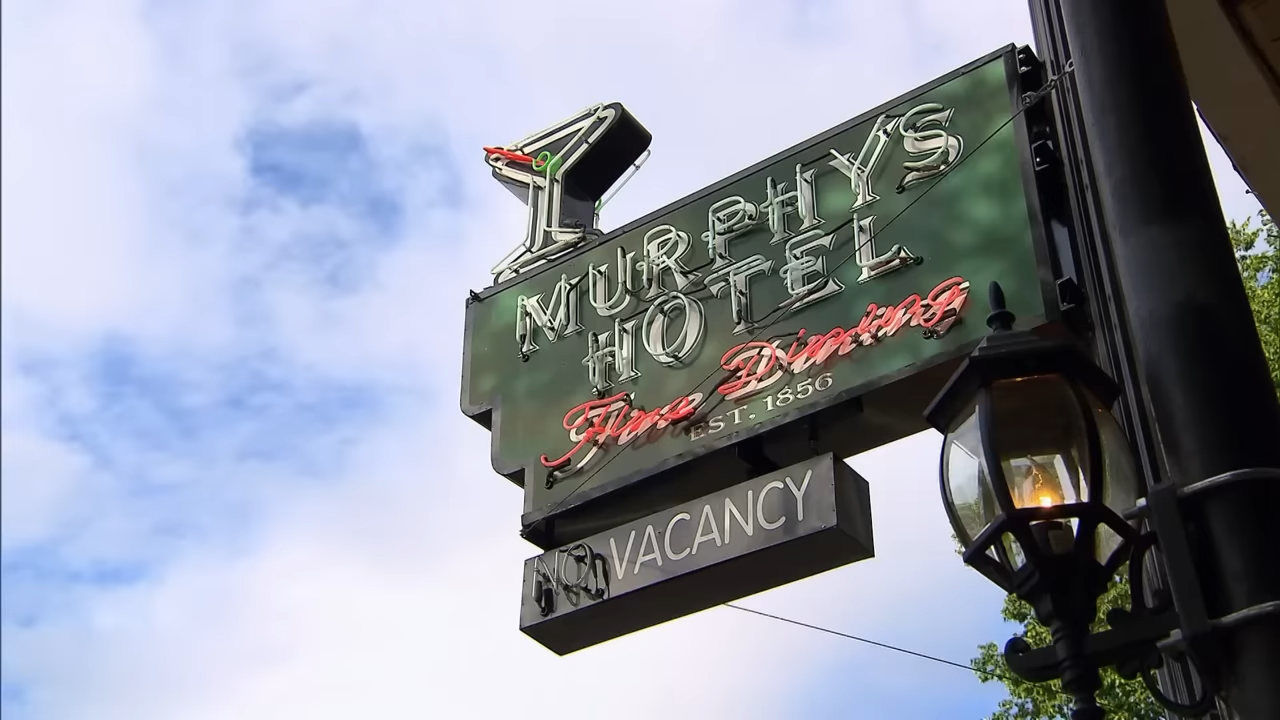 MURPHYS
HOTEL
Fine Dining
EST. 1856
NO VACANCY